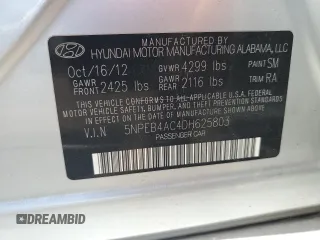 MANUFACTURED BY
HYUNDAI MOTOR MANUFACTURING ALABAMA, LLC
Oct/16/12 GVWR 4299 lbs PAINT SM
GAWR FRONT 2425 lbs GAWR REAR 2116 lbs TRIM RA
THIS VEHICLE CONFORMS TO ALL APPLICABLE U.S.A. FEDERAL
MOTOR VEHICLE SAFETY, BUMPER, AND THEFT PREVENTION
STANDARDS IN EFFECT ON THE DATE OF MANUFACTURE
SHOWN ABOVE.
V.I.N 5NPEB4AC4DH625803
PASSENGER CAR
DREAMBID